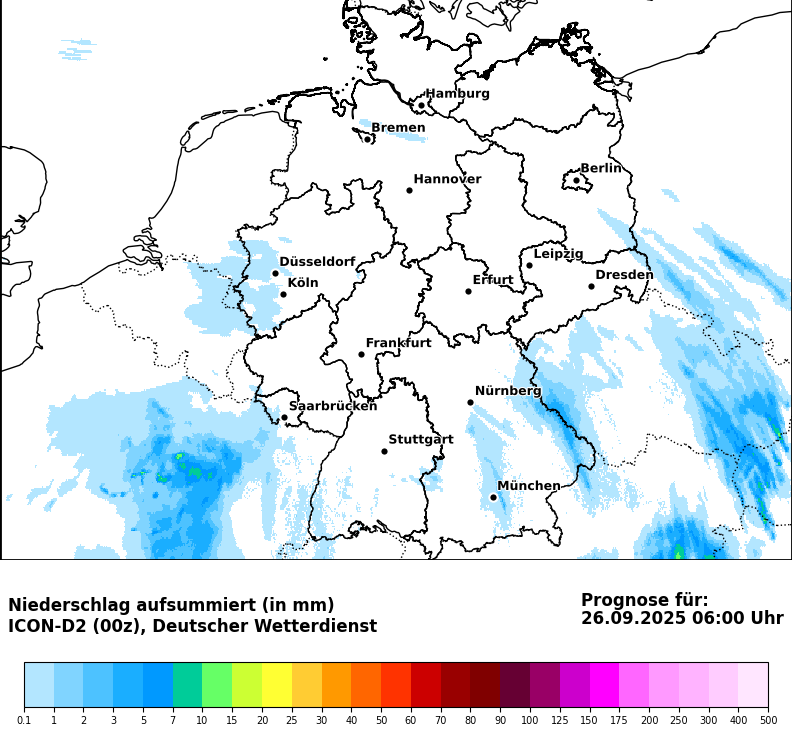 Hamburg
Bremen
Berlin
Hannover
Leipzig
Düsseldorf
Dresden
Köln
Erfurt
Frankfurt
Nürnberg
Saarbrücken
Stuttgart
München
Niederschlag aufsummiert (in mm)
ICON-D2 (00z), Deutscher Wetterdienst
Prognose für:
26.09.2025 06:00 Uhr
0.1 1 2 3 5 7 10 15 20 25 30 40 50 60 70 80 90 100 125 150 175 200 250 300 400 500